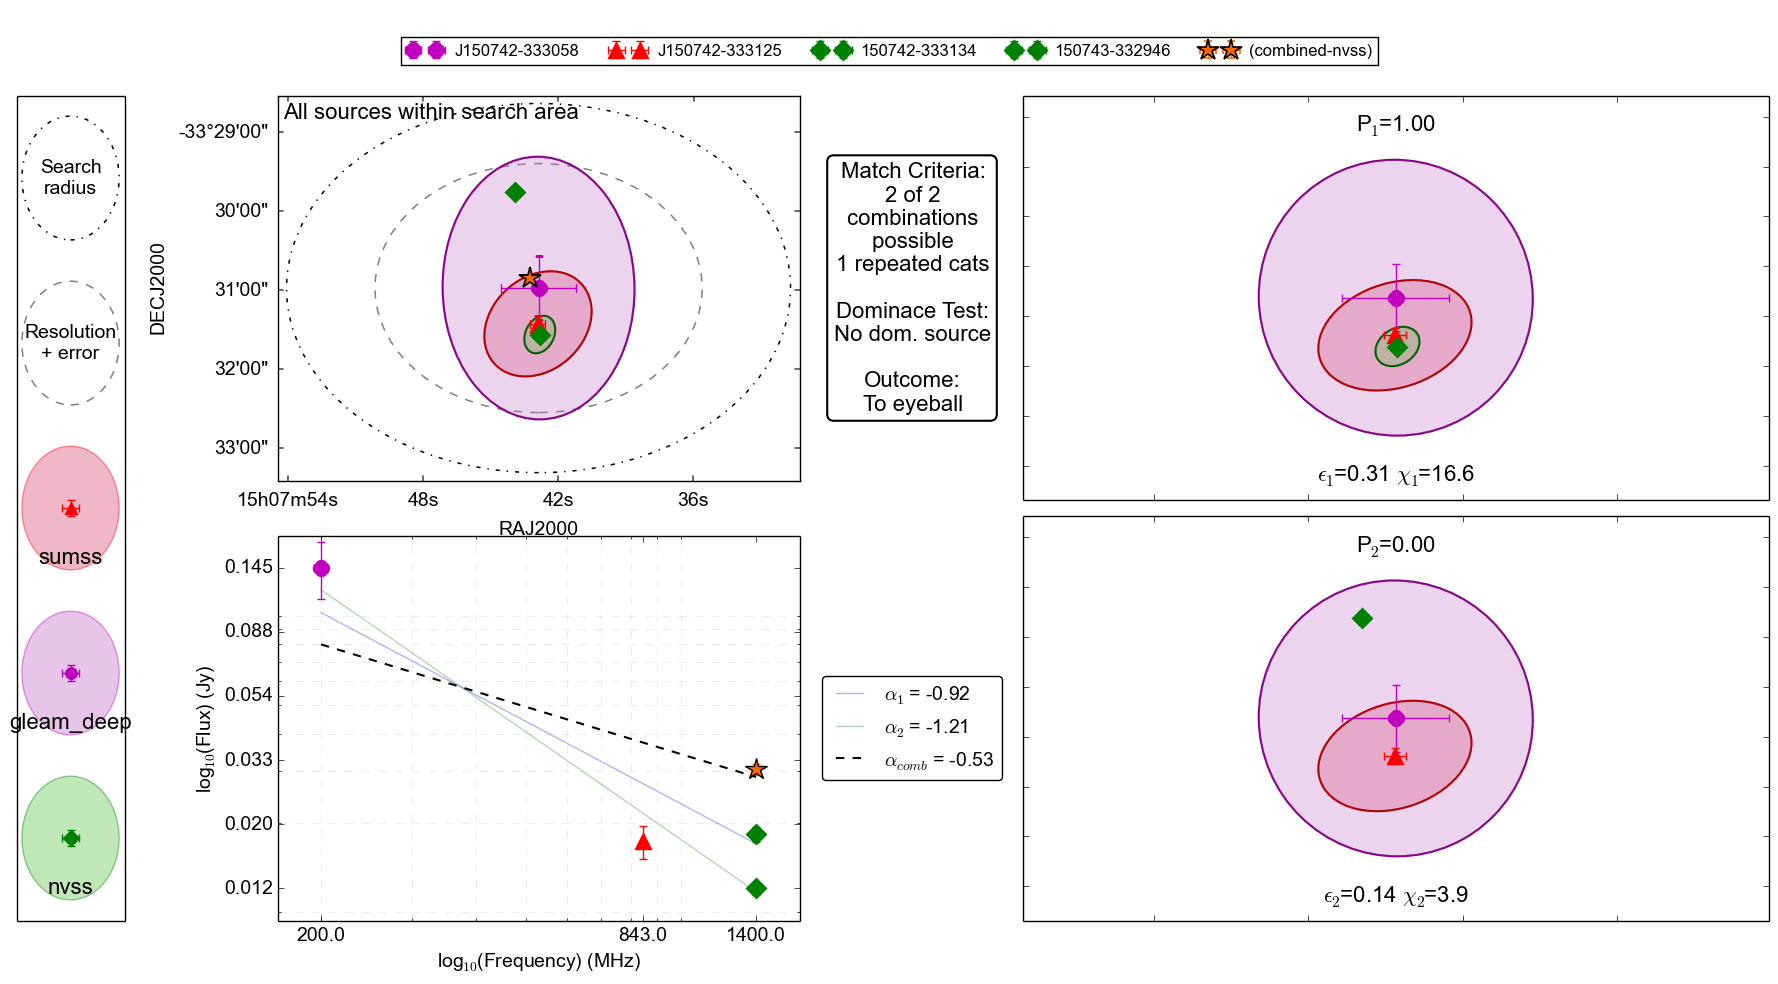 J150742-333058
J150742-333125
150742-333134
150743-332946
(combined-nvss)
Search
radius
Resolution
+ error
sumss
gleam_deep
nvss
All sources within search area
DECJ2000
-33°29'00"
30'00"
31'00"
32'00"
33'00"
15h07m54s
48s
42s
36s
RAJ2000
Match Criteria:
2 of 2
combinations
possible
1 repeated cats
Dominace Test:
No dom. source
Outcome:
To eyeball
P₁=1.00
ϵ₁=0.31 χ₁=16.6
P₂=0.00
ϵ₂=0.14 χ₂=3.9
log₁₀(Flux) (Jy)
0.145
0.088
0.054
0.033
0.020
0.012
200.0
843.0
1400.0
log₁₀(Frequency) (MHz)
α₁ = -0.92
α₂ = -1.21
α_comb = -0.53